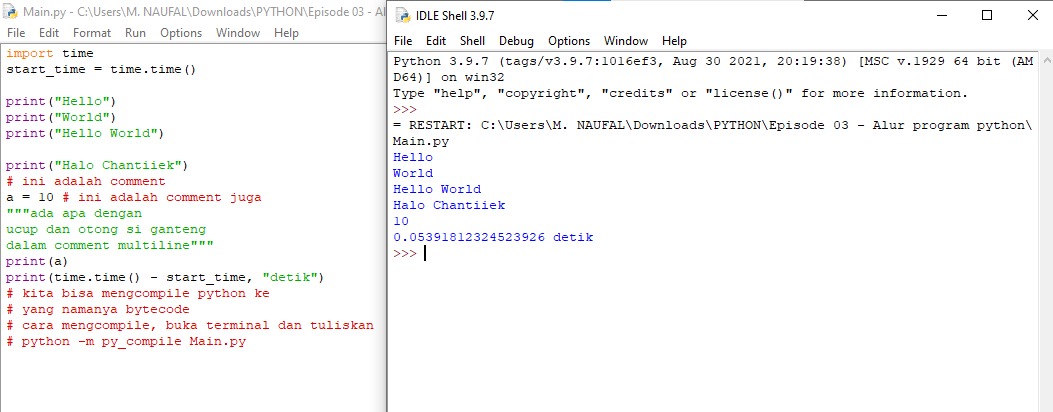 Main.py - C:\Users\M. NAUFAL\Downloads\PYTHON\Episode 03 - Al
File Edit Format Run Options Window Help
import time
start_time = time.time()
print("Hello")
print("World")
print("Hello World")
print("Halo Chantiiek")
# ini adalah comment
a = 10 # ini adalah comment juga
"""ada apa dengan
ucup dan otong si ganteng
dalam comment multiline"""
print(a)
print(time.time() - start_time, "detik")
# kita bisa mengcompile python ke
# yang namanya bytecode
# cara mengcompile, buka terminal dan tuliskan
# python -m py_compile Main.py
IDLE Shell 3.9.7
File Edit Shell Debug Options Window Help
Python 3.9.7 (tags/v3.9.7:1016ef3, Aug 30 2021, 20:19:38) [MSC v.1929 64 bit (AM
D64)] on win32
Type "help", "copyright", "credits" or "license()" for more information.
>>>
= RESTART: C:\Users\M. NAUFAL\Downloads\PYTHON\Episode 03 - Alur program python\
Main.py
Hello
World
Hello World
Halo Chantiiek
10
0.05391812324523926 detik
>>>